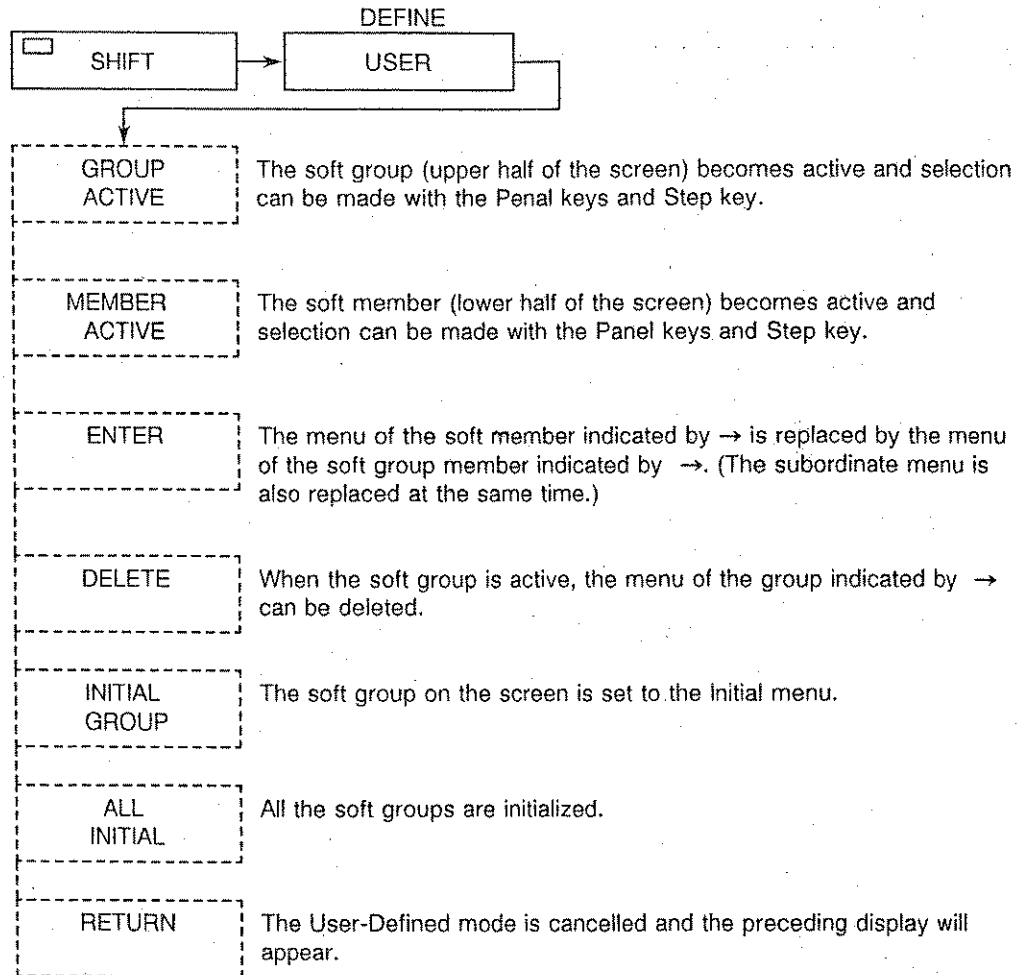 DEFINE
SHIFT
USER
GROUP
ACTIVE
The soft group (upper half of the screen) becomes active and selection
can be made with the Penal keys and Step key.
MEMBER
ACTIVE
The soft member (lower half of the screen) becomes active and
selection can be made with the Panel keys and Step key.
ENTER
The menu of the soft member indicated by → is replaced by the menu
of the soft group member indicated by →. (The subordinate menu is
also replaced at the same time.)
DELETE
When the soft group is active, the menu of the group indicated by →
can be deleted.
INITIAL
GROUP
The soft group on the screen is set to the Initial menu.
ALL
INITIAL
All the soft groups are initialized.
RETURN
The User-Defined mode is cancelled and the preceding display will
appear.